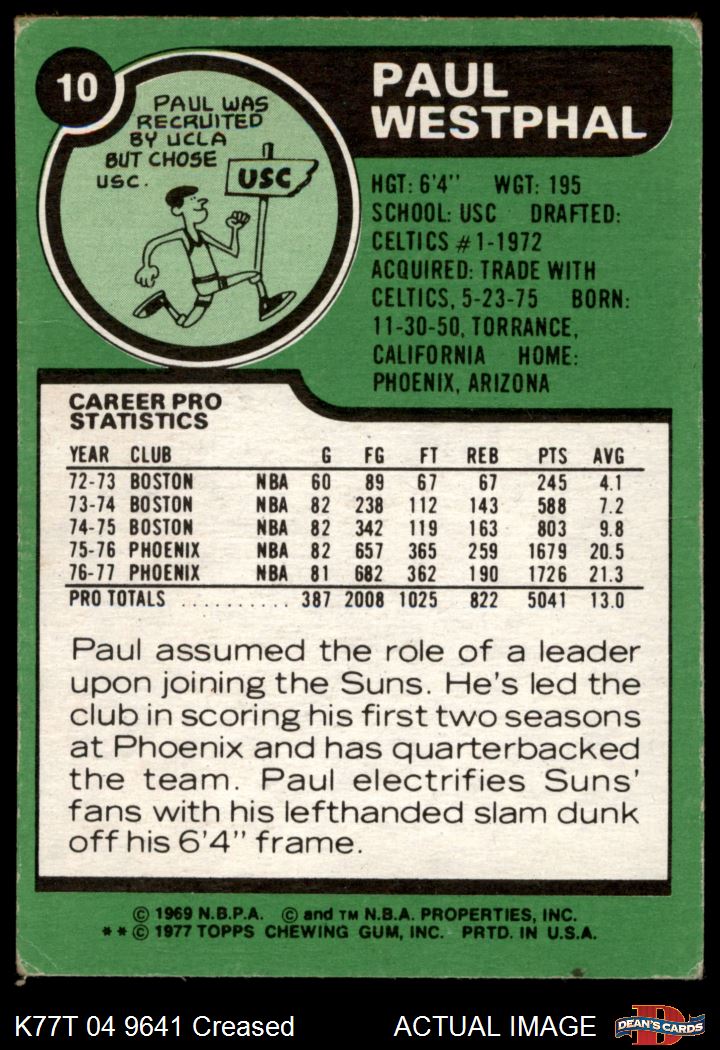 10
PAUL WAS
RECRUITED
BY UCLA
BUT CHOSE
USC.
USC
PAUL
WESTPHAL
HGT: 6'4" WGT: 195
SCHOOL: USC DRAFTED:
CELTICS #1-1972
ACQUIRED: TRADE WITH
CELTICS, 5-23-75 BORN:
11-30-50, TORRANCE,
CALIFORNIA HOME:
PHOENIX, ARIZONA
CAREER PRO
STATISTICS
YEAR CLUB G FG FT REB PTS AVG
72-73 BOSTON NBA 60 89 67 67 245 4.1
73-74 BOSTON NBA 82 238 112 143 588 7.2
74-75 BOSTON NBA 82 342 119 163 803 9.8
75-76 PHOENIX NBA 82 657 365 259 1679 20.5
76-77 PHOENIX NBA 81 682 362 190 1726 21.3
PRO TOTALS .......... 387 2008 1025 822 5041 13.0
Paul assumed the role of a leader
upon joining the Suns. He's led the
club in scoring his first two seasons
at Phoenix and has quarterbacked
the team. Paul electrifies Suns'
fans with his lefthanded slam dunk
off his 6'4" frame.
© 1969 N.B.P.A. © and TM N.B.A. PROPERTIES, INC.
**© 1977 TOPPS CHEWING GUM, INC. PRTD. IN U.S.A.
K77T 04 9641 Creased ACTUAL IMAGE DEAN'S CARDS